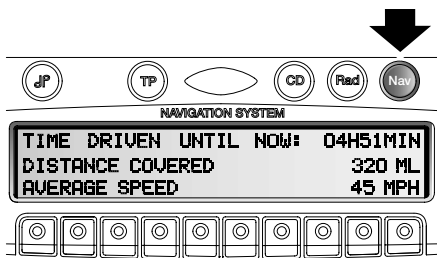 TP CD Rad Nav
NAVIGATION SYSTEM
TIME DRIVEN UNTIL NOW: 04H51MIN
DISTANCE COVERED 320 ML
AVERAGE SPEED 45 MPH